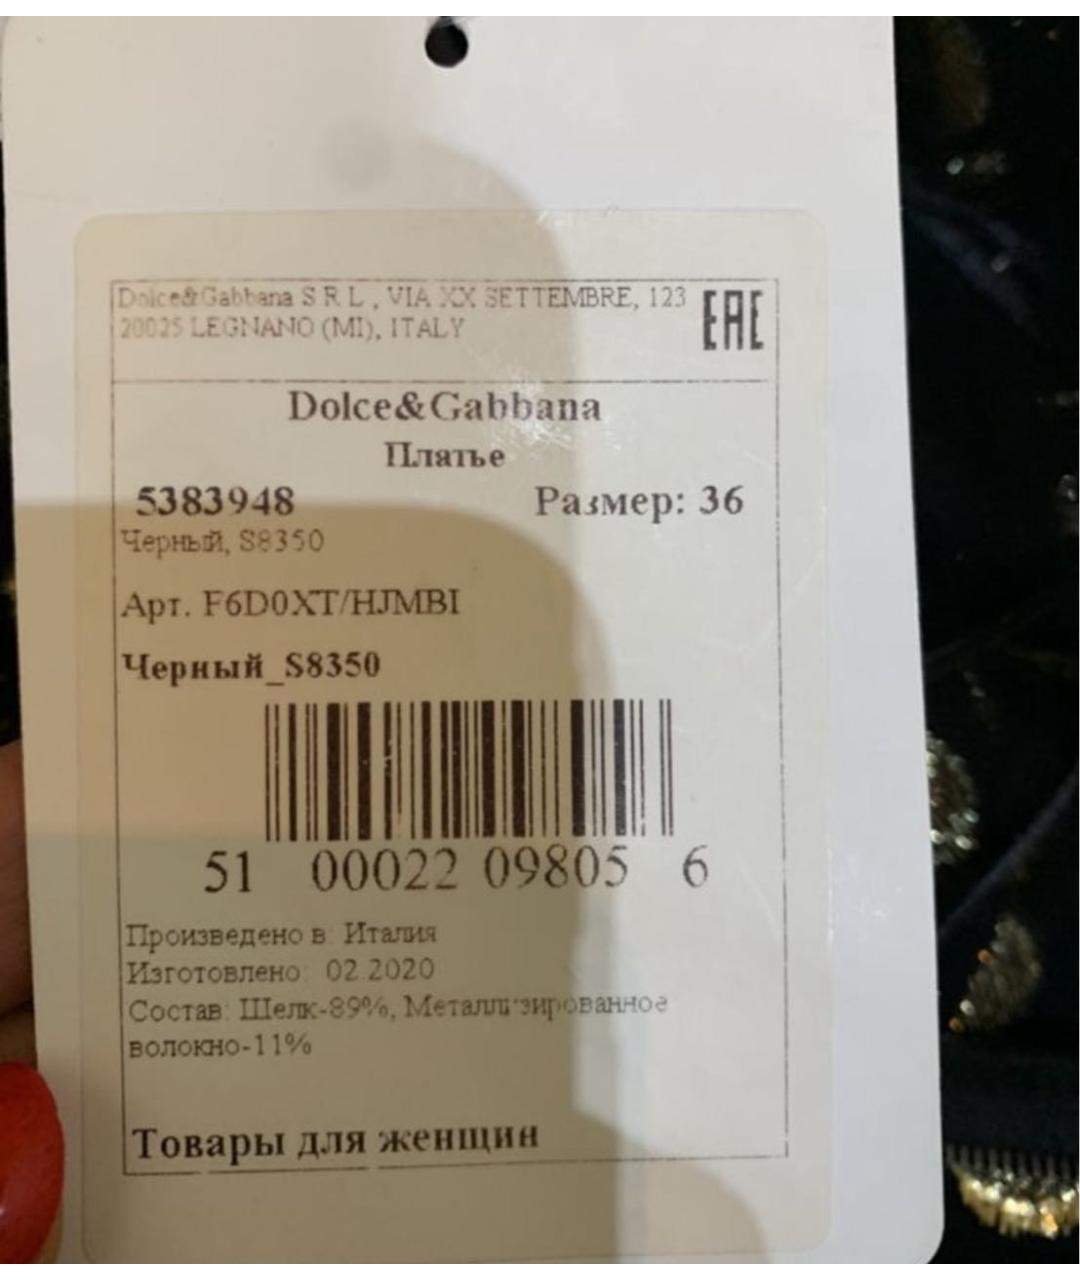 Dolce&Gabbana S R L , VIA XX SETTEMBRE, 123
20025 LEGNANO (MI), ITALY
EAC
Dolce&Gabbana
Платье
5383948 Размер: 36
Черный, S8350
Арт. F6D0XT/HJMBI
Черный_S8350
51 00022 09805 6
Произведено в: Италия
Изготовлено: 02.2020
Состав: Шелк-89%, Металлизированное
волокно-11%
Товары для женщин